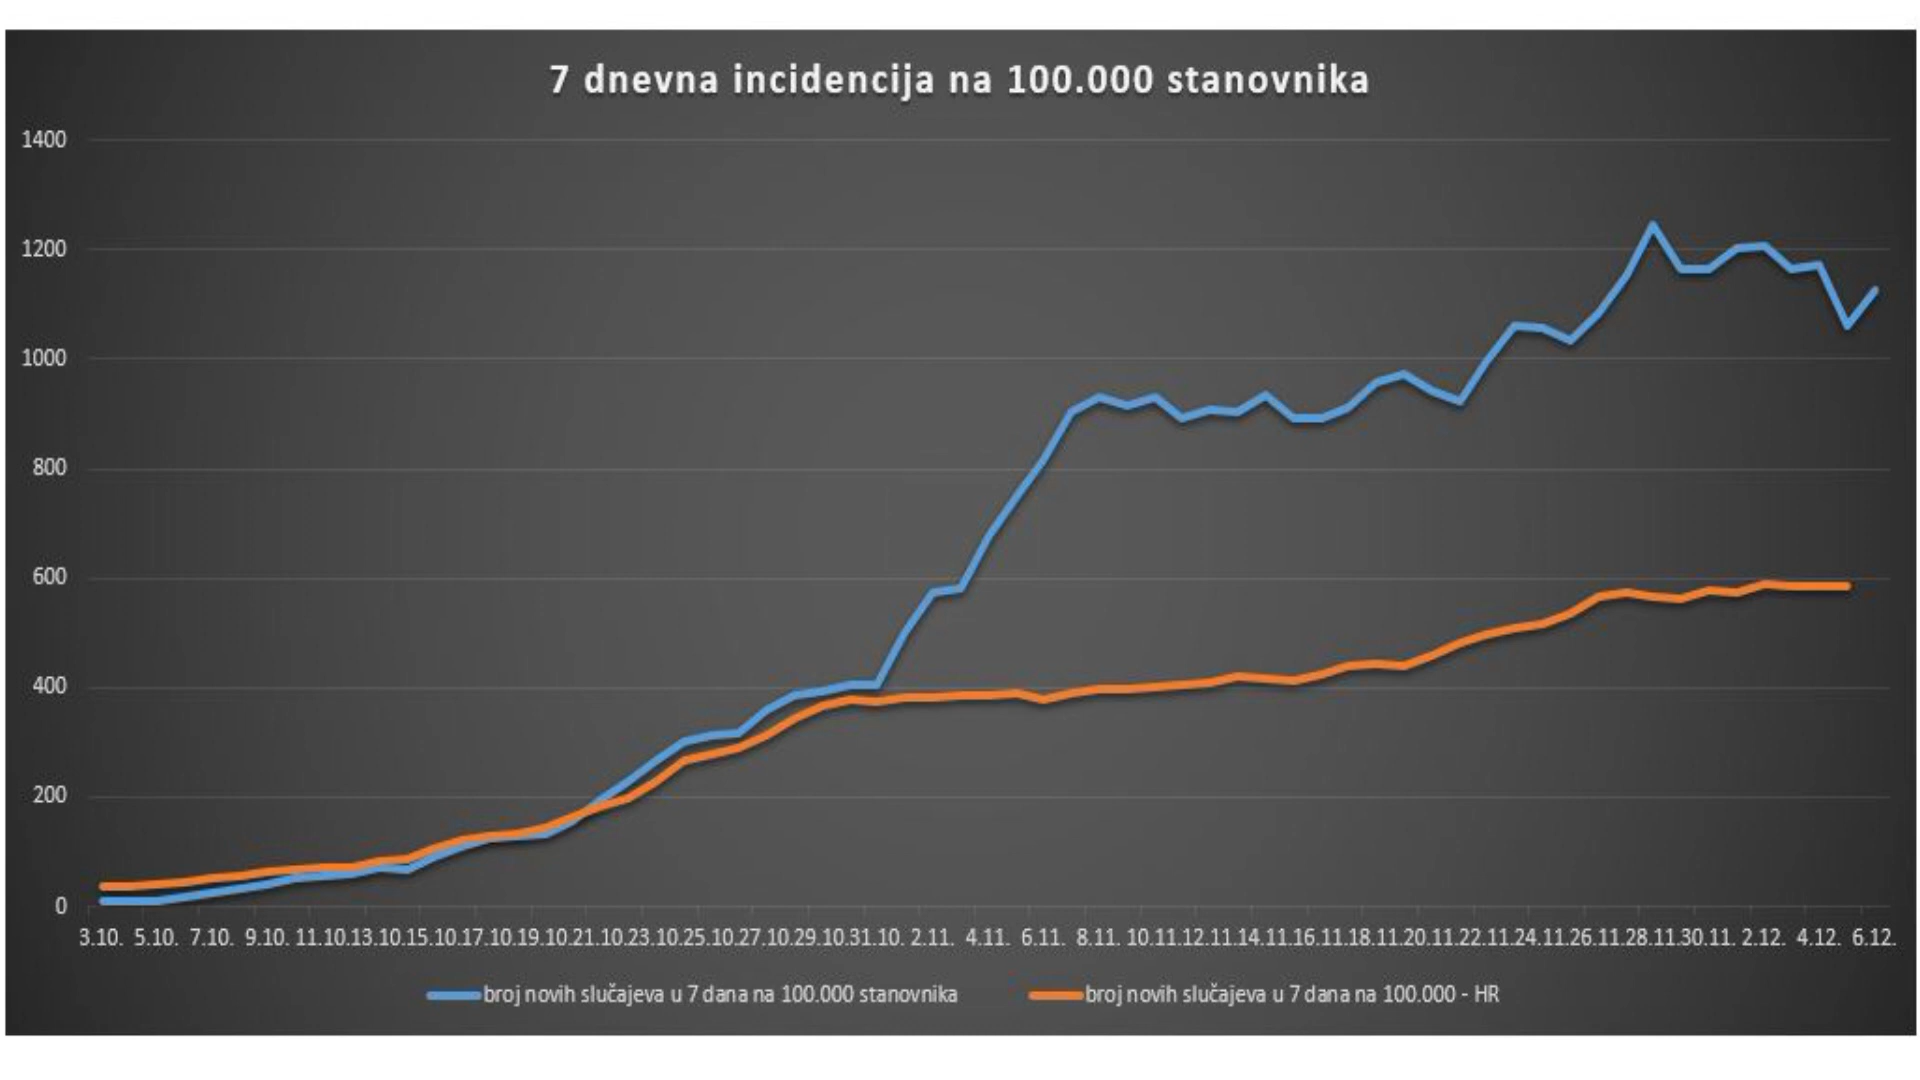 7 dnevna incidencija na 100.000 stanovnika
1400
1200
1000
800
600
400
200
0
3.10. 5.10. 7.10. 9.10. 11.10.13.10.15.10.17.10.19.10.21.10.23.10.25.10.27.10.29.10.31.10. 2.11. 4.11. 6.11. 8.11. 10.11.12.11.14.11.16.11.18.11.20.11.22.11.24.11.26.11.28.11.30.11. 2.12. 4.12. 6.12.
broj novih slučajeva u 7 dana na 100.000 stanovnika broj novih slučajeva u 7 dana na 100.000 - HR